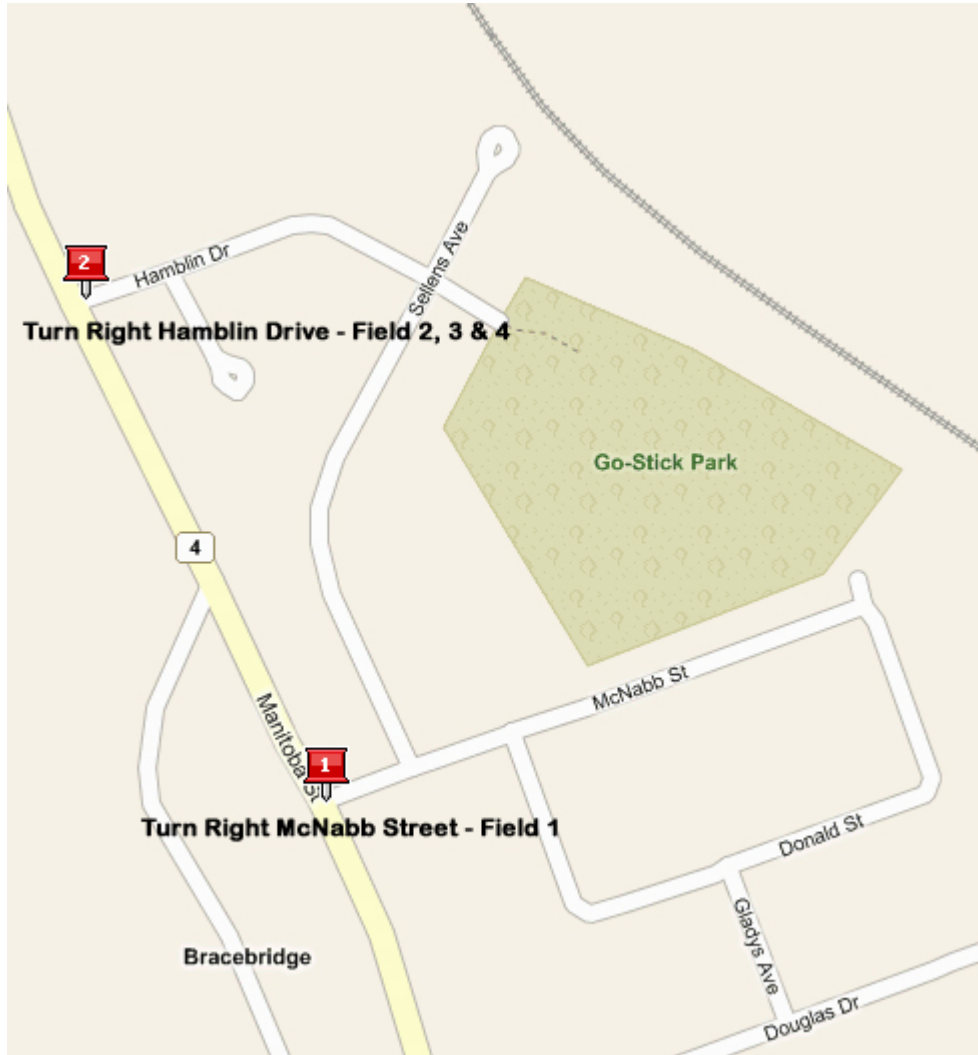 Sellens Ave
2
Hamblin Dr
Turn Right Hamblin Drive - Field 2, 3 & 4
Go-Stick Park
4
McNabb St
Manitoba St
1
Turn Right McNabb Street - Field 1
Donald St
Gladys Ave
Bracebridge
Douglas Dr